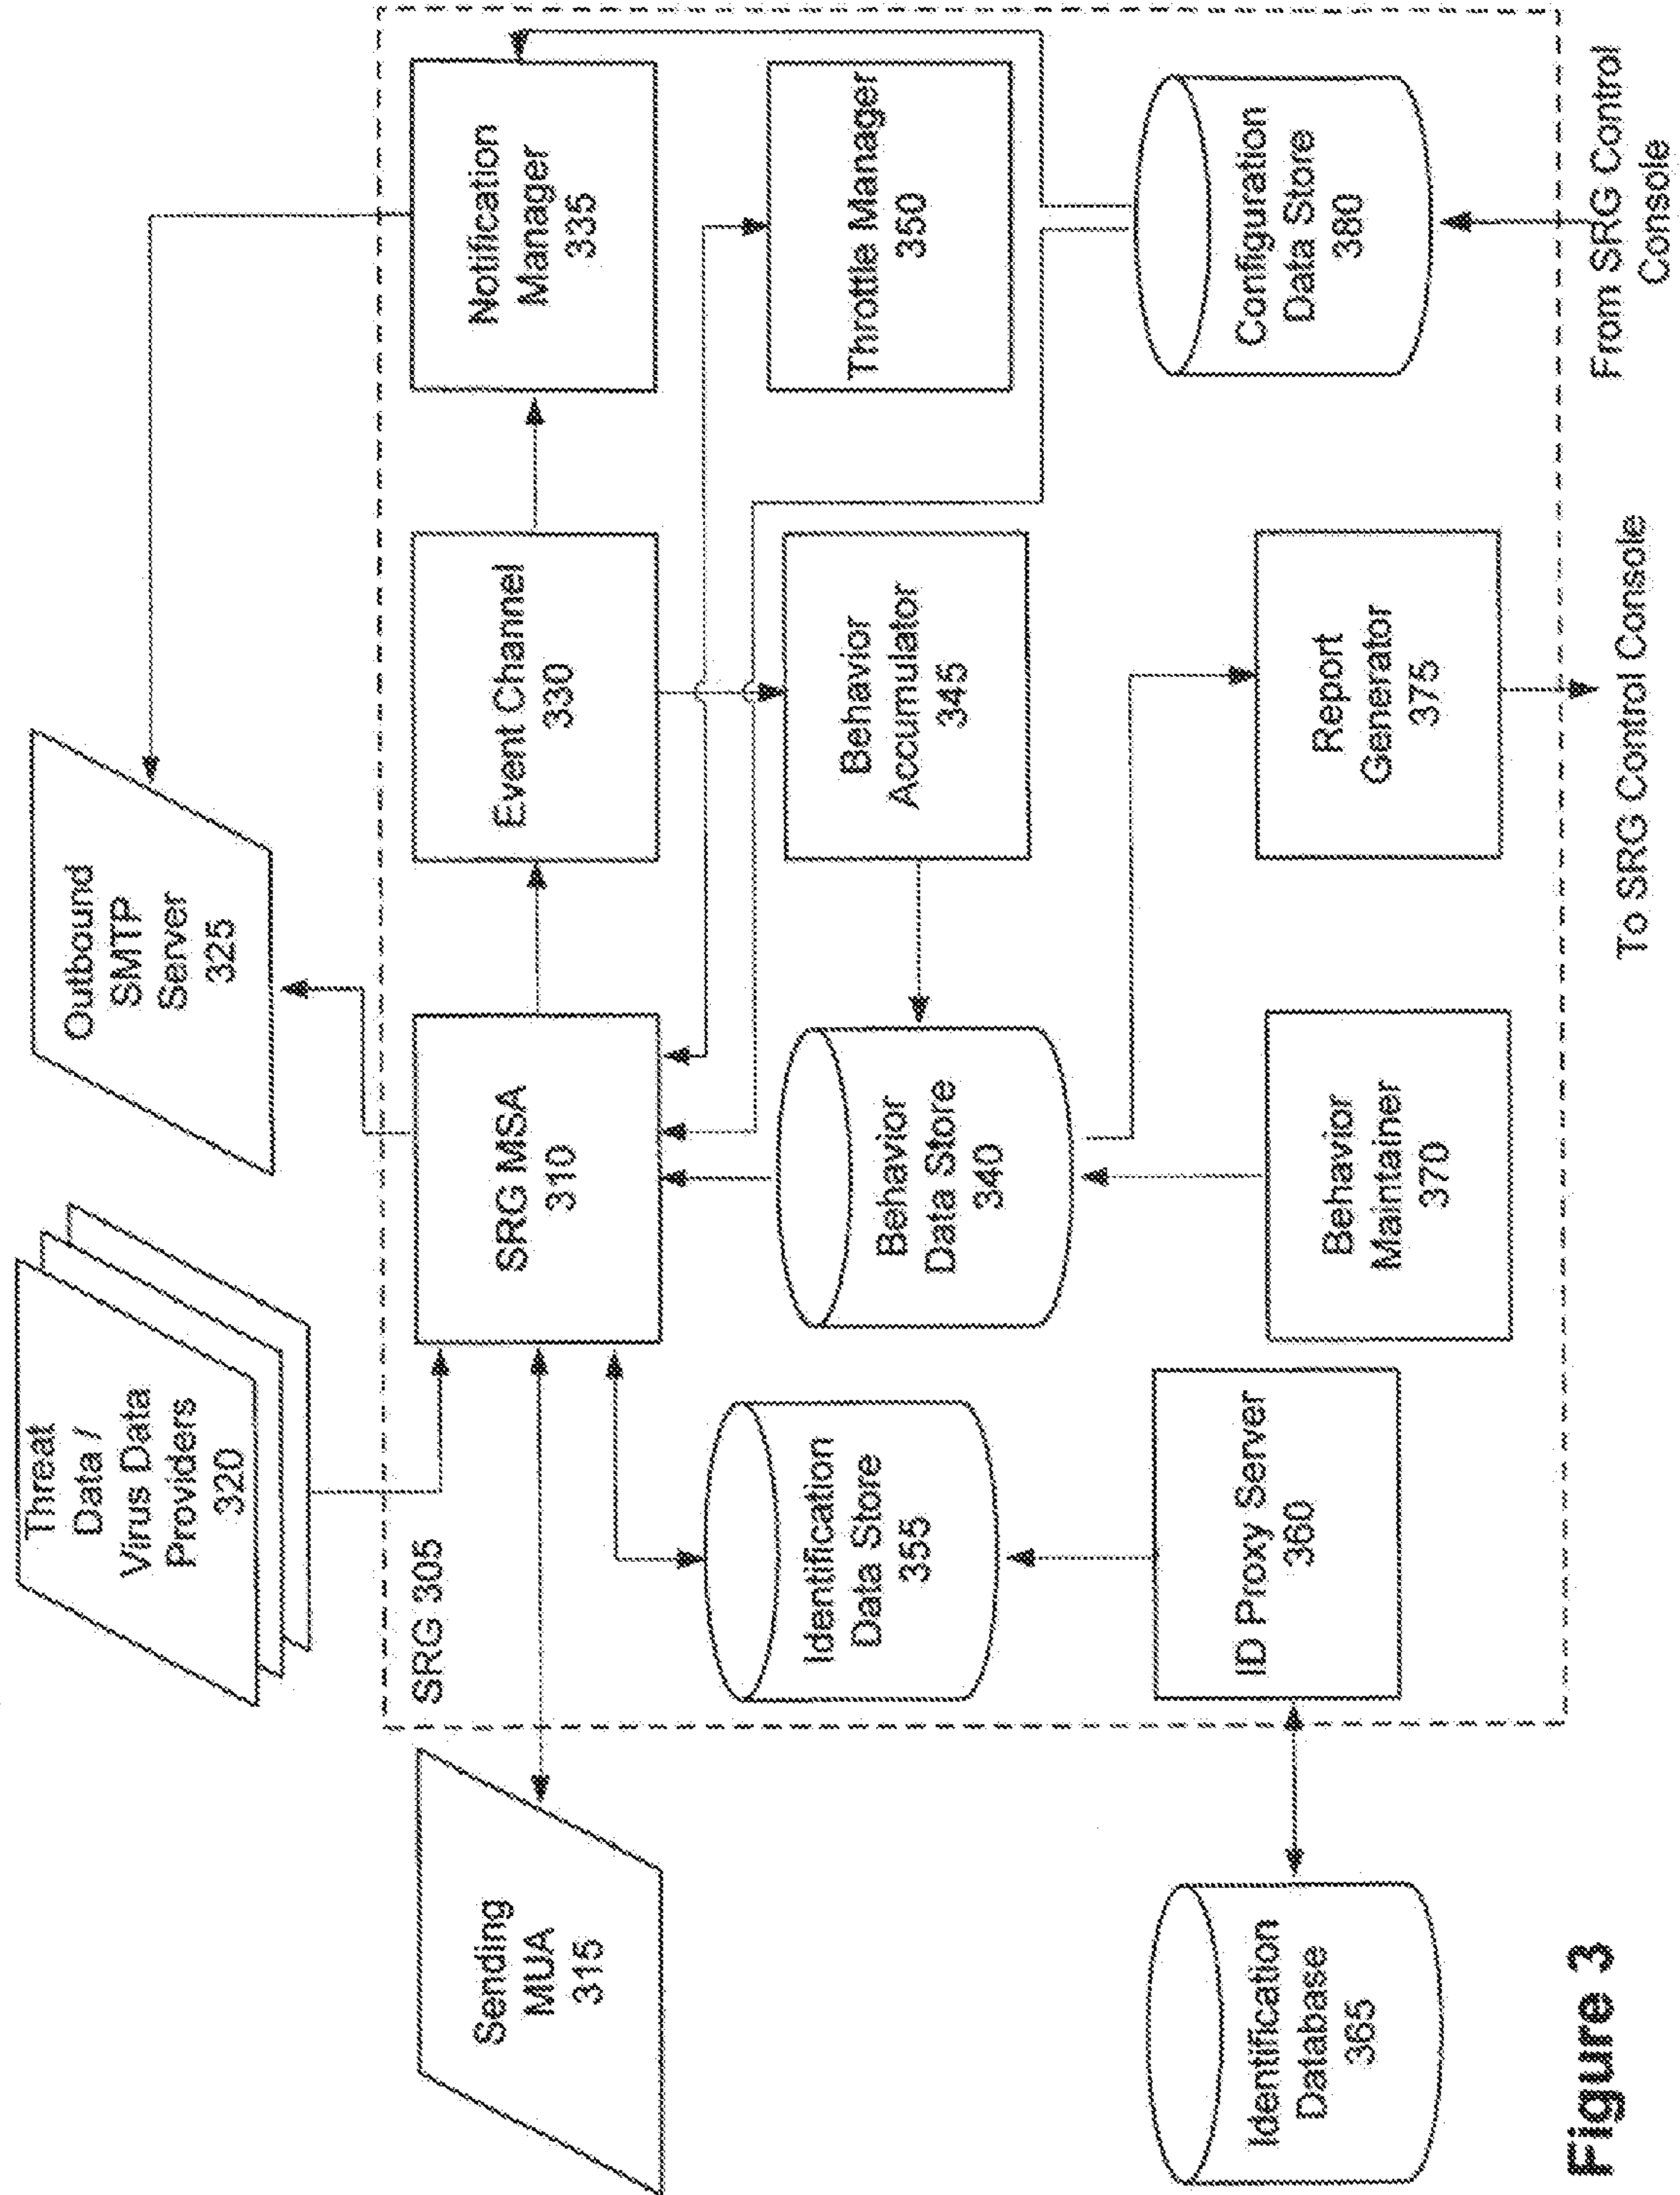 Threat
Data /
Virus Data
Providers
320
Outbound
SMTP
Server
325
SRG 305
Sending
MUA
315
SRG MSA
310
Event Channel
330
Notification
Manager
335
Identification
Data Store
355
Behavior
Data Store
340
Behavior
Accumulator
345
Throttle Manager
350
Identification
Database
365
ID Proxy Server
360
Behavior
Maintainer
370
Report
Generator
375
Configuration
Data Store
380
To SRG Control Console
From SRG Control
Console
Figure 3